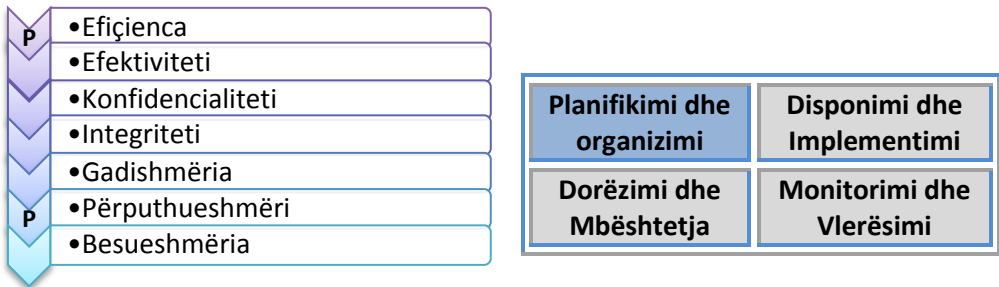 P
•Efiçienca
•Efektiviteti
•Konfidencialiteti
•Integriteti
•Gadishmëria
P
•Përputhueshmëri
•Besueshmëria
Planifikimi dhe
organizimi
Disponimi dhe
Implementimi
Dorëzimi dhe
Mbështetja
Monitorimi dhe
Vlerësimi